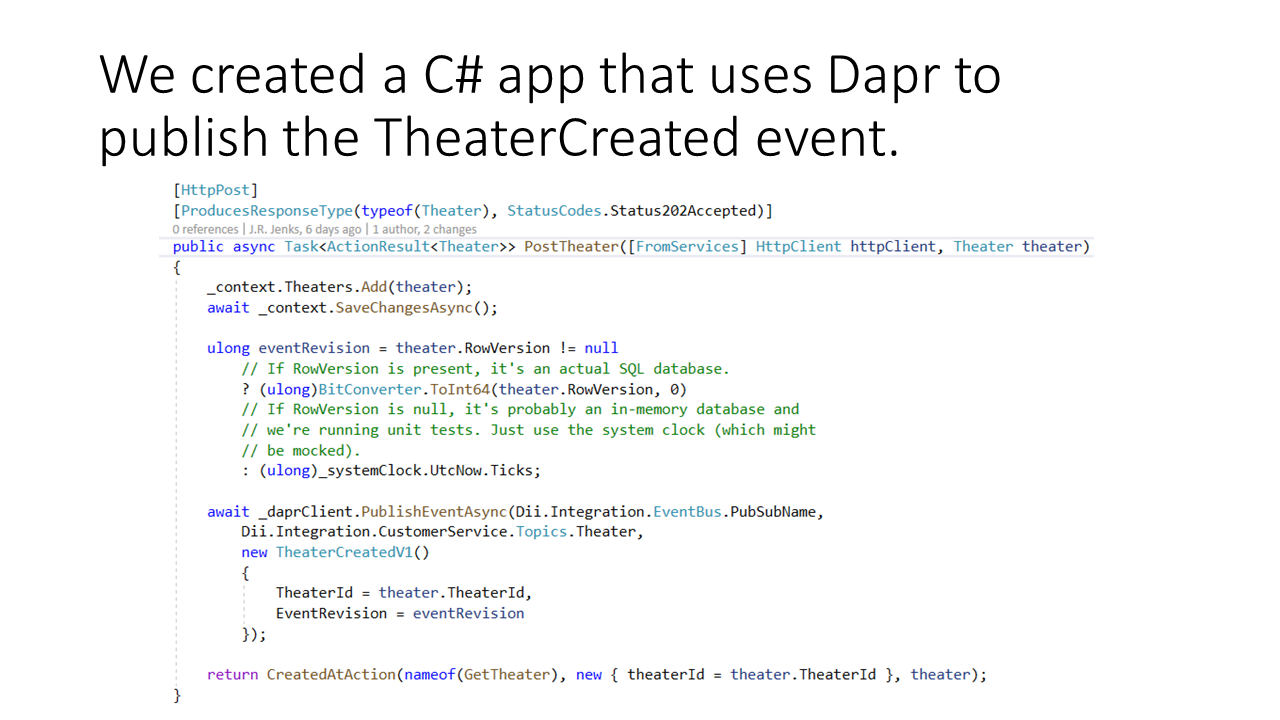 We created a C# app that uses Dapr to
publish the TheaterCreated event.
[HttpPost]
[ProducesResponseType(typeof(Theater), StatusCodes.Status202Accepted)]
0 references | J.R. Jenks, 6 days ago | 1 author, 2 changes
public async Task<ActionResult<Theater>> PostTheater([FromServices] HttpClient httpClient, Theater theater)
{
    _context.Theaters.Add(theater);
    await _context.SaveChangesAsync();

    ulong eventRevision = theater.RowVersion != null
        // If RowVersion is present, it's an actual SQL database.
        ? (ulong)BitConverter.ToInt64(theater.RowVersion, 0)
        // If RowVersion is null, it's probably an in-memory database and
        // we're running unit tests. Just use the system clock (which might
        // be mocked).
        : (ulong)_systemClock.UtcNow.Ticks;

    await _daprClient.PublishEventAsync(Dii.Integration.EventBus.PubSubName,
        Dii.Integration.CustomerService.Topics.Theater,
        new TheaterCreatedV1()
        {
            TheaterId = theater.TheaterId,
            EventRevision = eventRevision
        });

    return CreatedAtAction(nameof(GetTheater), new { theaterId = theater.TheaterId }, theater);
}